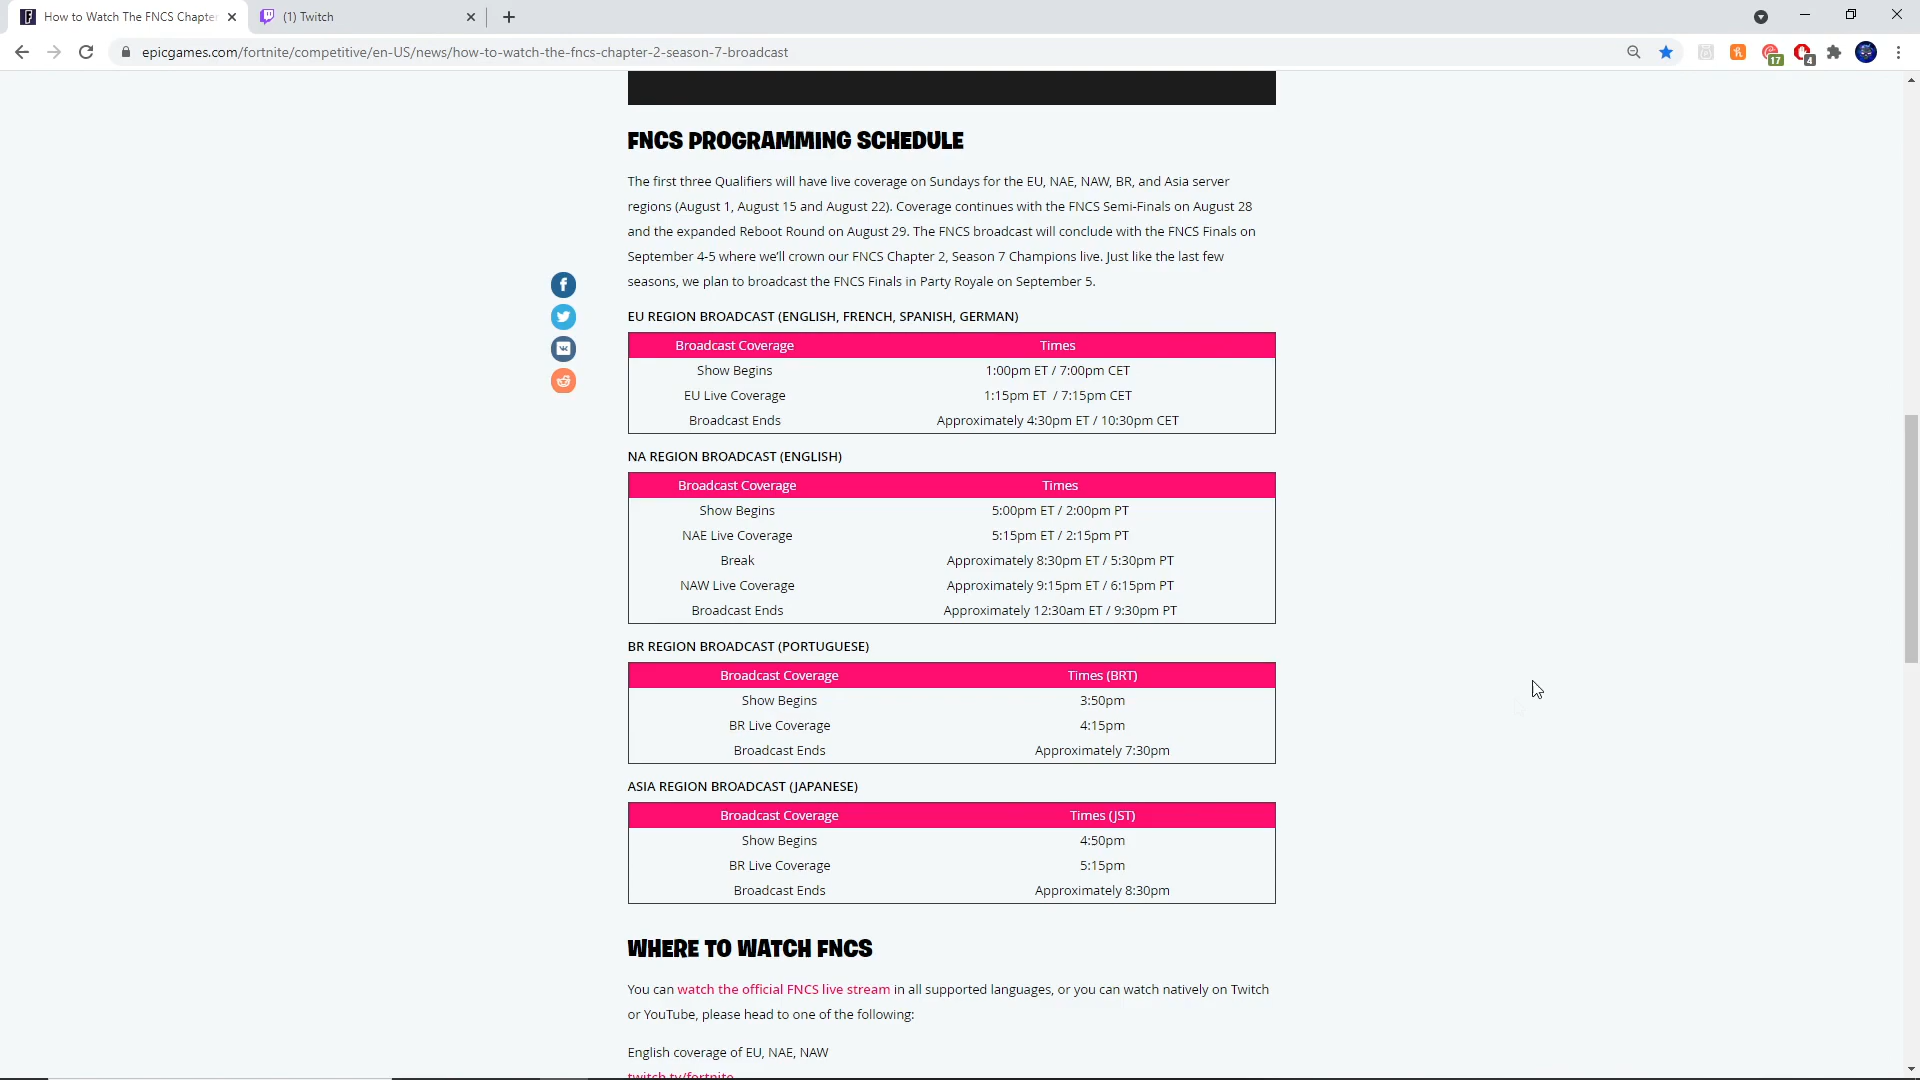 How to Watch The FNCS Chapter
(1) Twitch
epicgames.com/fortnite/competitive/en-US/news/how-to-watch-the-fncs-chapter-2-season-7-broadcast
17
4
FNCS PROGRAMMING SCHEDULE
The first three Qualifiers will have live coverage on Sundays for the EU, NAE, NAW, BR, and Asia server
regions (August 1, August 15 and August 22). Coverage continues with the FNCS Semi-Finals on August 28
and the expanded Reboot Round on August 29. The FNCS broadcast will conclude with the FNCS Finals on
September 4-5 where we'll crown our FNCS Chapter 2, Season 7 Champions live. Just like the last few
seasons, we plan to broadcast the FNCS Finals in Party Royale on September 5.
EU REGION BROADCAST (ENGLISH, FRENCH, SPANISH, GERMAN)
Broadcast Coverage Times
Show Begins 1:00pm ET / 7:00pm CET
EU Live Coverage 1:15pm ET / 7:15pm CET
Broadcast Ends Approximately 4:30pm ET / 10:30pm CET
NA REGION BROADCAST (ENGLISH)
Broadcast Coverage Times
Show Begins 5:00pm ET / 2:00pm PT
NAE Live Coverage 5:15pm ET / 2:15pm PT
Break Approximately 8:30pm ET / 5:30pm PT
NAW Live Coverage Approximately 9:15pm ET / 6:15pm PT
Broadcast Ends Approximately 12:30am ET / 9:30pm PT
BR REGION BROADCAST (PORTUGUESE)
Broadcast Coverage Times (BRT)
Show Begins 3:50pm
BR Live Coverage 4:15pm
Broadcast Ends Approximately 7:30pm
ASIA REGION BROADCAST (JAPANESE)
Broadcast Coverage Times (JST)
Show Begins 4:50pm
BR Live Coverage 5:15pm
Broadcast Ends Approximately 8:30pm
WHERE TO WATCH FNCS
You can watch the official FNCS live stream in all supported languages, or you can watch natively on Twitch
or YouTube, please head to one of the following:
English coverage of EU, NAE, NAW
twitch.tv/fortnite